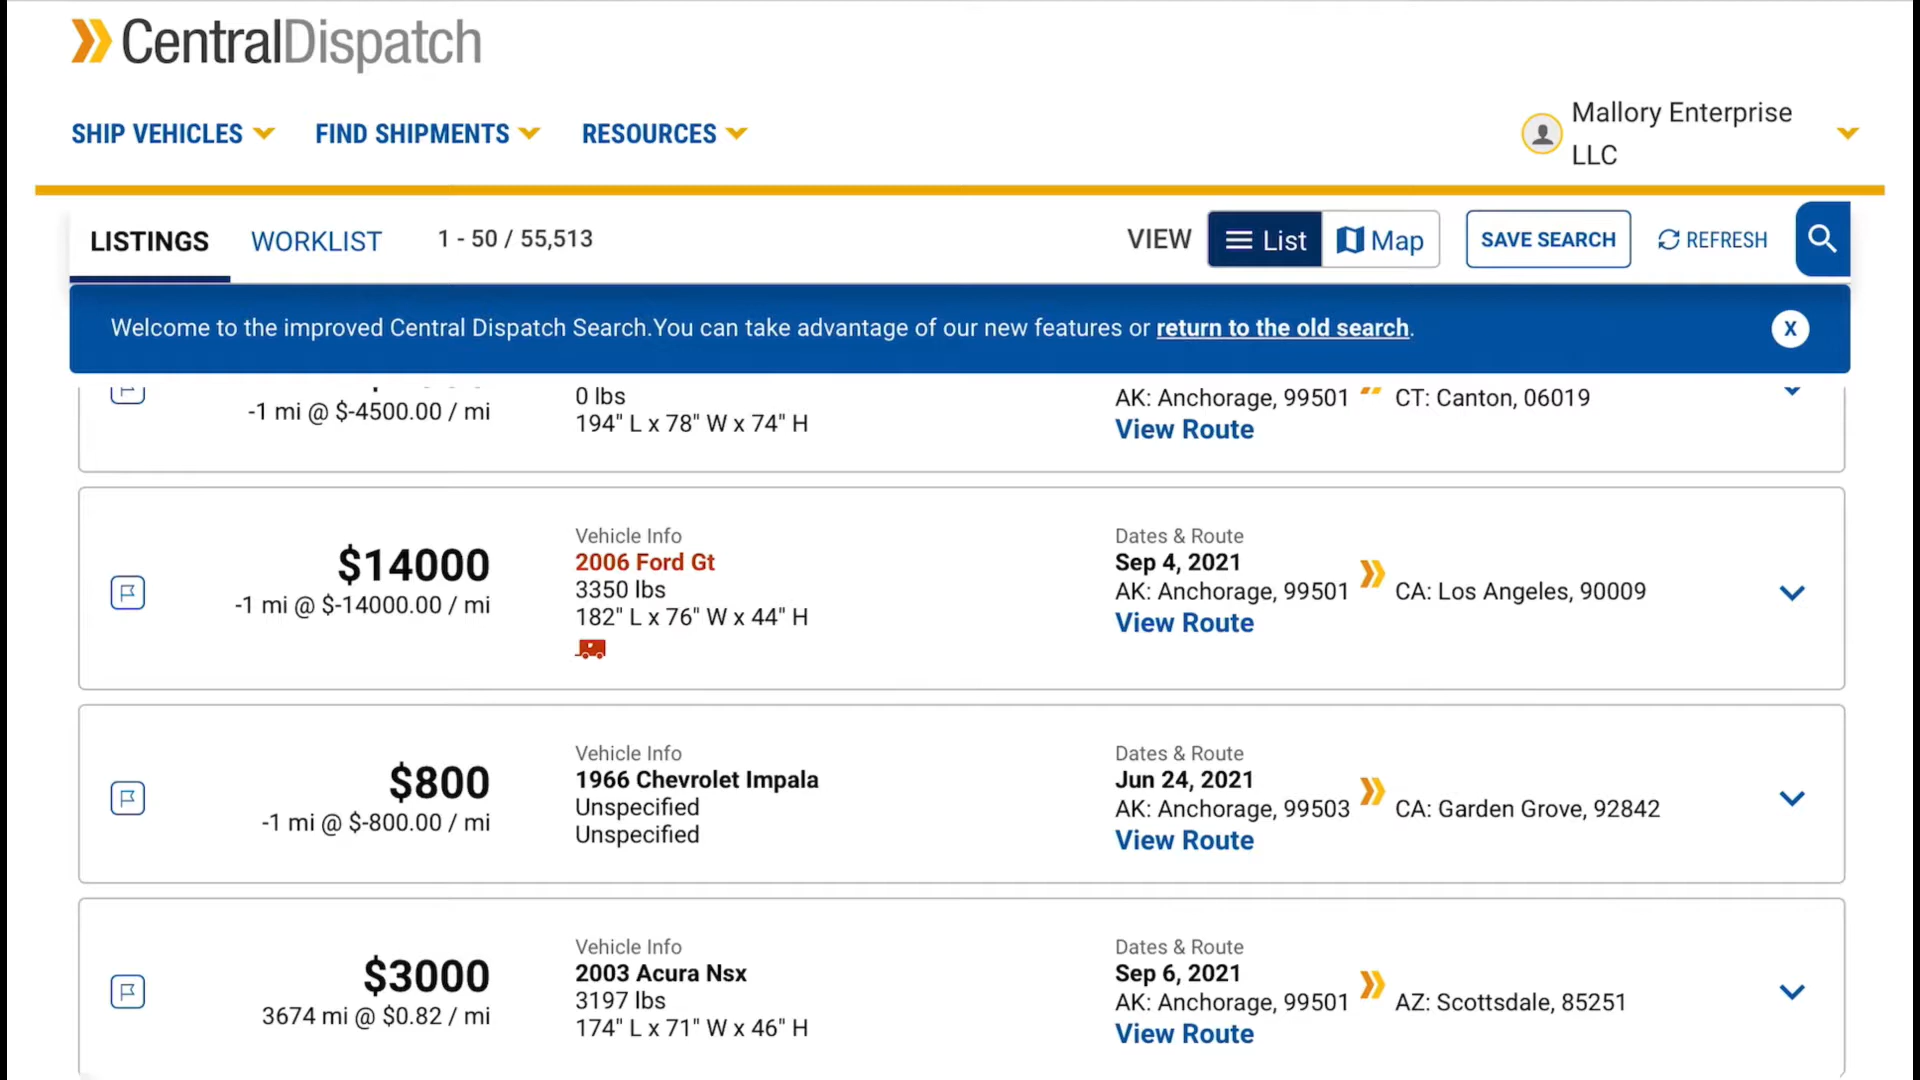 CentralDispatch
SHIP VEHICLES
FIND SHIPMENTS
RESOURCES
Mallory Enterprise
LLC
LISTINGS
WORKLIST
1 - 50 / 55,513
VIEW
List
Map
SAVE SEARCH
REFRESH
Welcome to the improved Central Dispatch Search.You can take advantage of our new features or return to the old search.
X
-1 mi @ $-4500.00 / mi
0 lbs
194" L x 78" W x 74" H
AK: Anchorage, 99501
CT: Canton, 06019
View Route
$14000
-1 mi @ $-14000.00 / mi
Vehicle Info
2006 Ford Gt
3350 lbs
182" L x 76" W x 44" H
Dates & Route
Sep 4, 2021
AK: Anchorage, 99501
CA: Los Angeles, 90009
View Route
$800
-1 mi @ $-800.00 / mi
Vehicle Info
1966 Chevrolet Impala
Unspecified
Unspecified
Dates & Route
Jun 24, 2021
AK: Anchorage, 99503
CA: Garden Grove, 92842
View Route
$3000
3674 mi @ $0.82 / mi
Vehicle Info
2003 Acura Nsx
3197 lbs
174" L x 71" W x 46" H
Dates & Route
Sep 6, 2021
AK: Anchorage, 99501
AZ: Scottsdale, 85251
View Route